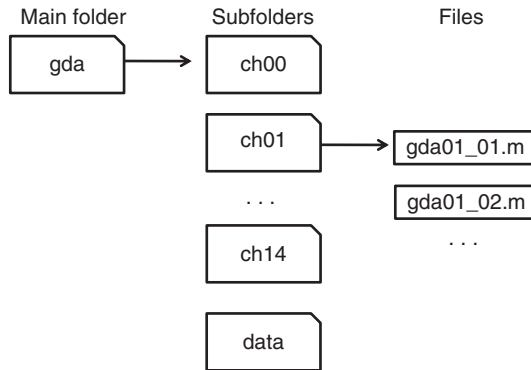 Main folder
Subfolders
Files
gda
ch00
ch01
gda01_01.m
. . .
gda01_02.m
ch14
. . .
data